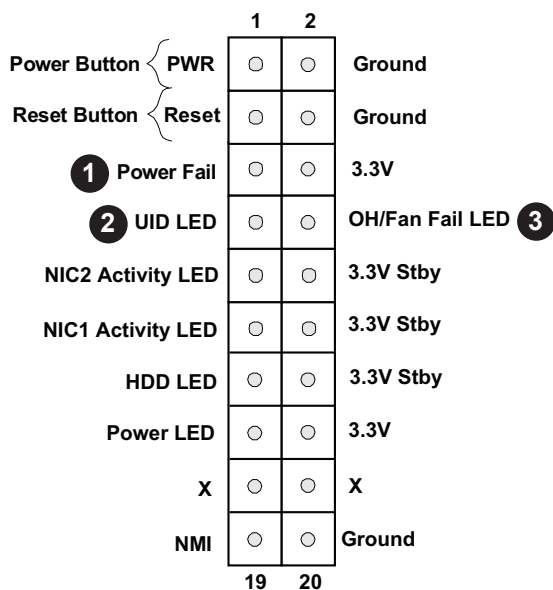 1 2
Power Button PWR Ground
Reset Button Reset Ground
1 Power Fail 3.3V
2 UID LED OH/Fan Fail LED 3
NIC2 Activity LED 3.3V Stby
NIC1 Activity LED 3.3V Stby
HDD LED 3.3V Stby
Power LED 3.3V
X X
NMI Ground
19 20